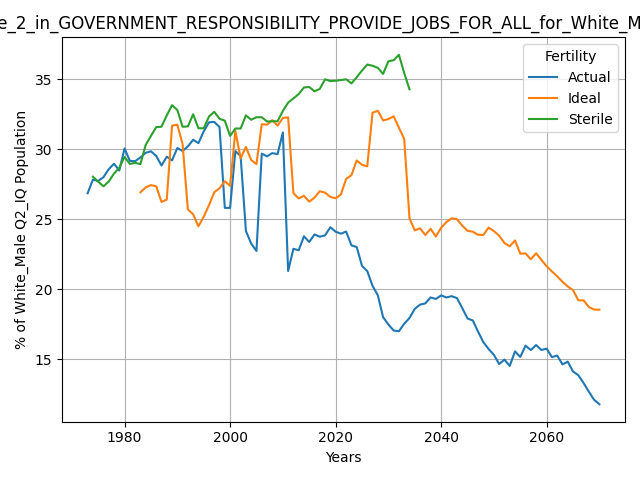 e_2_in_GOVERNMENT_RESPONSIBILITY_PROVIDE_JOBS_FOR_ALL_for_White_M
Fertility
Actual
Ideal
Sterile
% of White_Male Q2_IQ Population
35
30
25
20
15
1980
2000
2020
2040
2060
Years